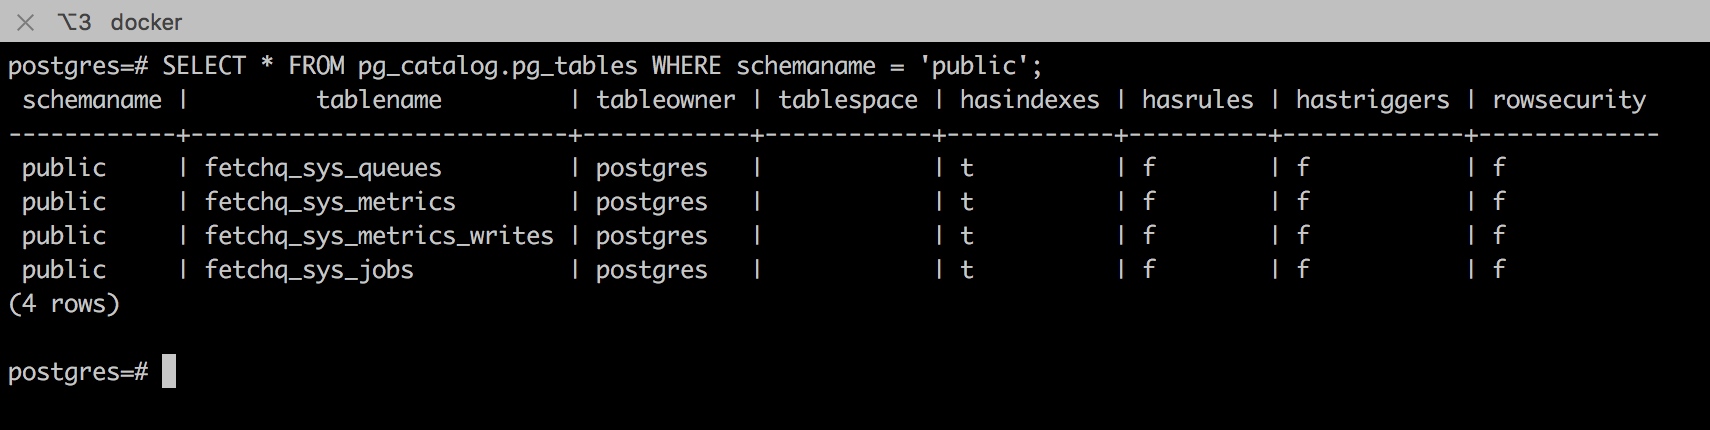 ⌥3 docker
postgres=# SELECT * FROM pg_catalog.pg_tables WHERE schemaname = 'public';
 schemaname |         tablename         | tableowner | tablespace | hasindexes | hasrules | hastriggers | rowsecurity
------------+---------------------------+------------+------------+------------+----------+-------------+-------------
 public     | fetchq_sys_queues         | postgres   |            | t          | f        | f           | f
 public     | fetchq_sys_metrics        | postgres   |            | t          | f        | f           | f
 public     | fetchq_sys_metrics_writes | postgres   |            | t          | f        | f           | f
 public     | fetchq_sys_jobs           | postgres   |            | t          | f        | f           | f
(4 rows)
postgres=#